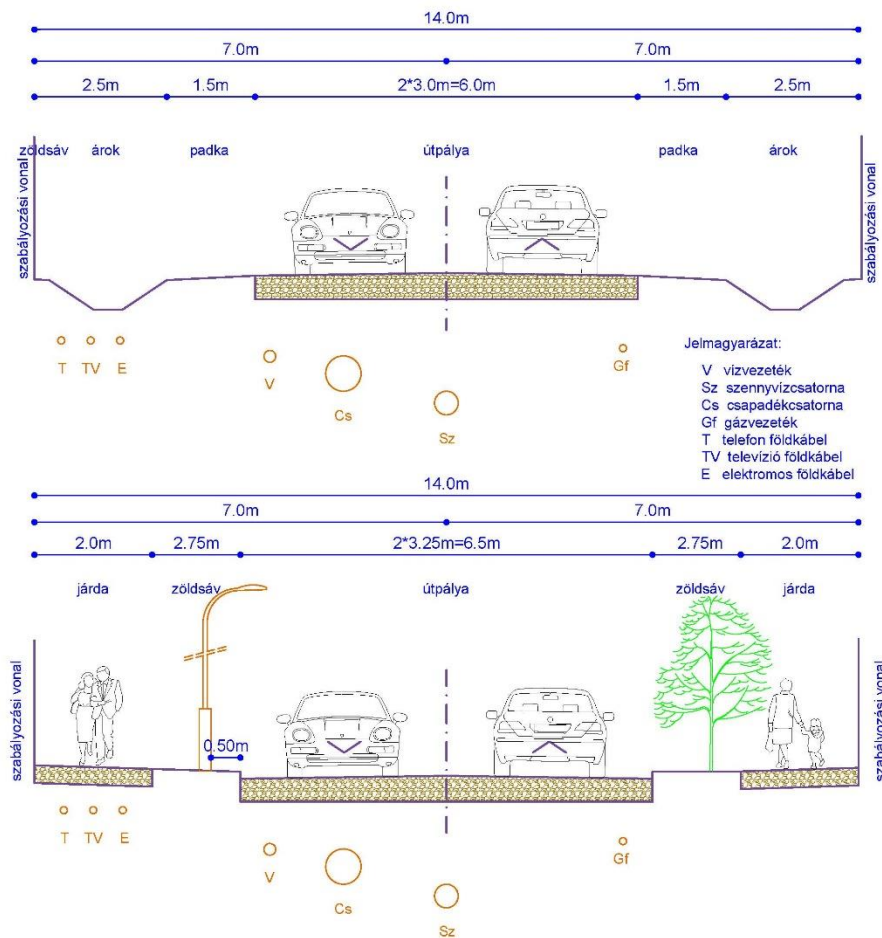 14.0m
7.0m 7.0m
2.5m 1.5m 2*3.0m=6.0m 1.5m 2.5m
szabályozási vonal
zöldsáv árok padka útpálya padka árok
szabályozási vonal
T TV E
V
Cs
Sz
Gf
Jelmagyarázat:
V vízvezeték
Sz szennyvízcsatorna
Cs csapadékcsatorna
Gf gázvezeték
T telefon földkábel
TV televízió földkábel
E elektromos földkábel
14.0m
7.0m 7.0m
2.0m 2.75m 2*3.25m=6.5m 2.75m 2.0m
járda zöldsáv útpálya zöldsáv járda
szabályozási vonal
szabályozási vonal
0.50m
T TV E
V
Cs
Sz
Gf